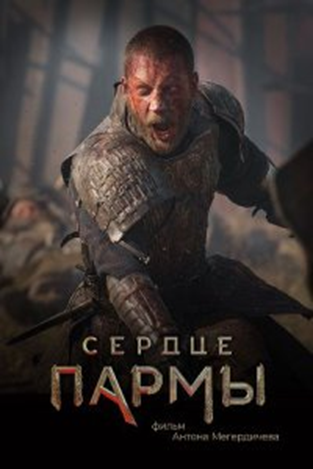 СЕРДЦЕ
ПАРМЫ
фильм
Антона Мегердичева